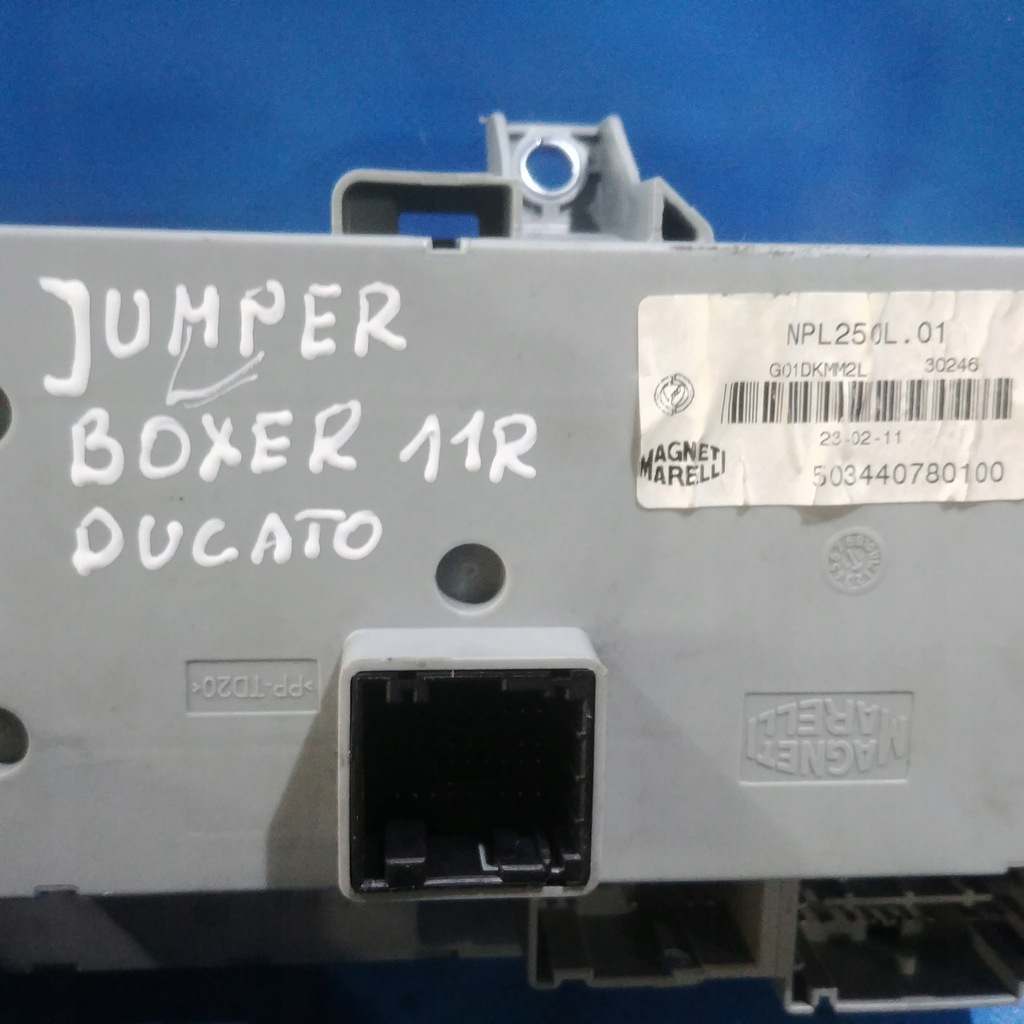 JUMPER
BOXER 11R
DUCATO
NPL250L.01
G01DKMM2L 30246
23-02-11
MAGNETI
MARELLI
503440780100
>PP-TD20<
MAGNETI
MARELLI